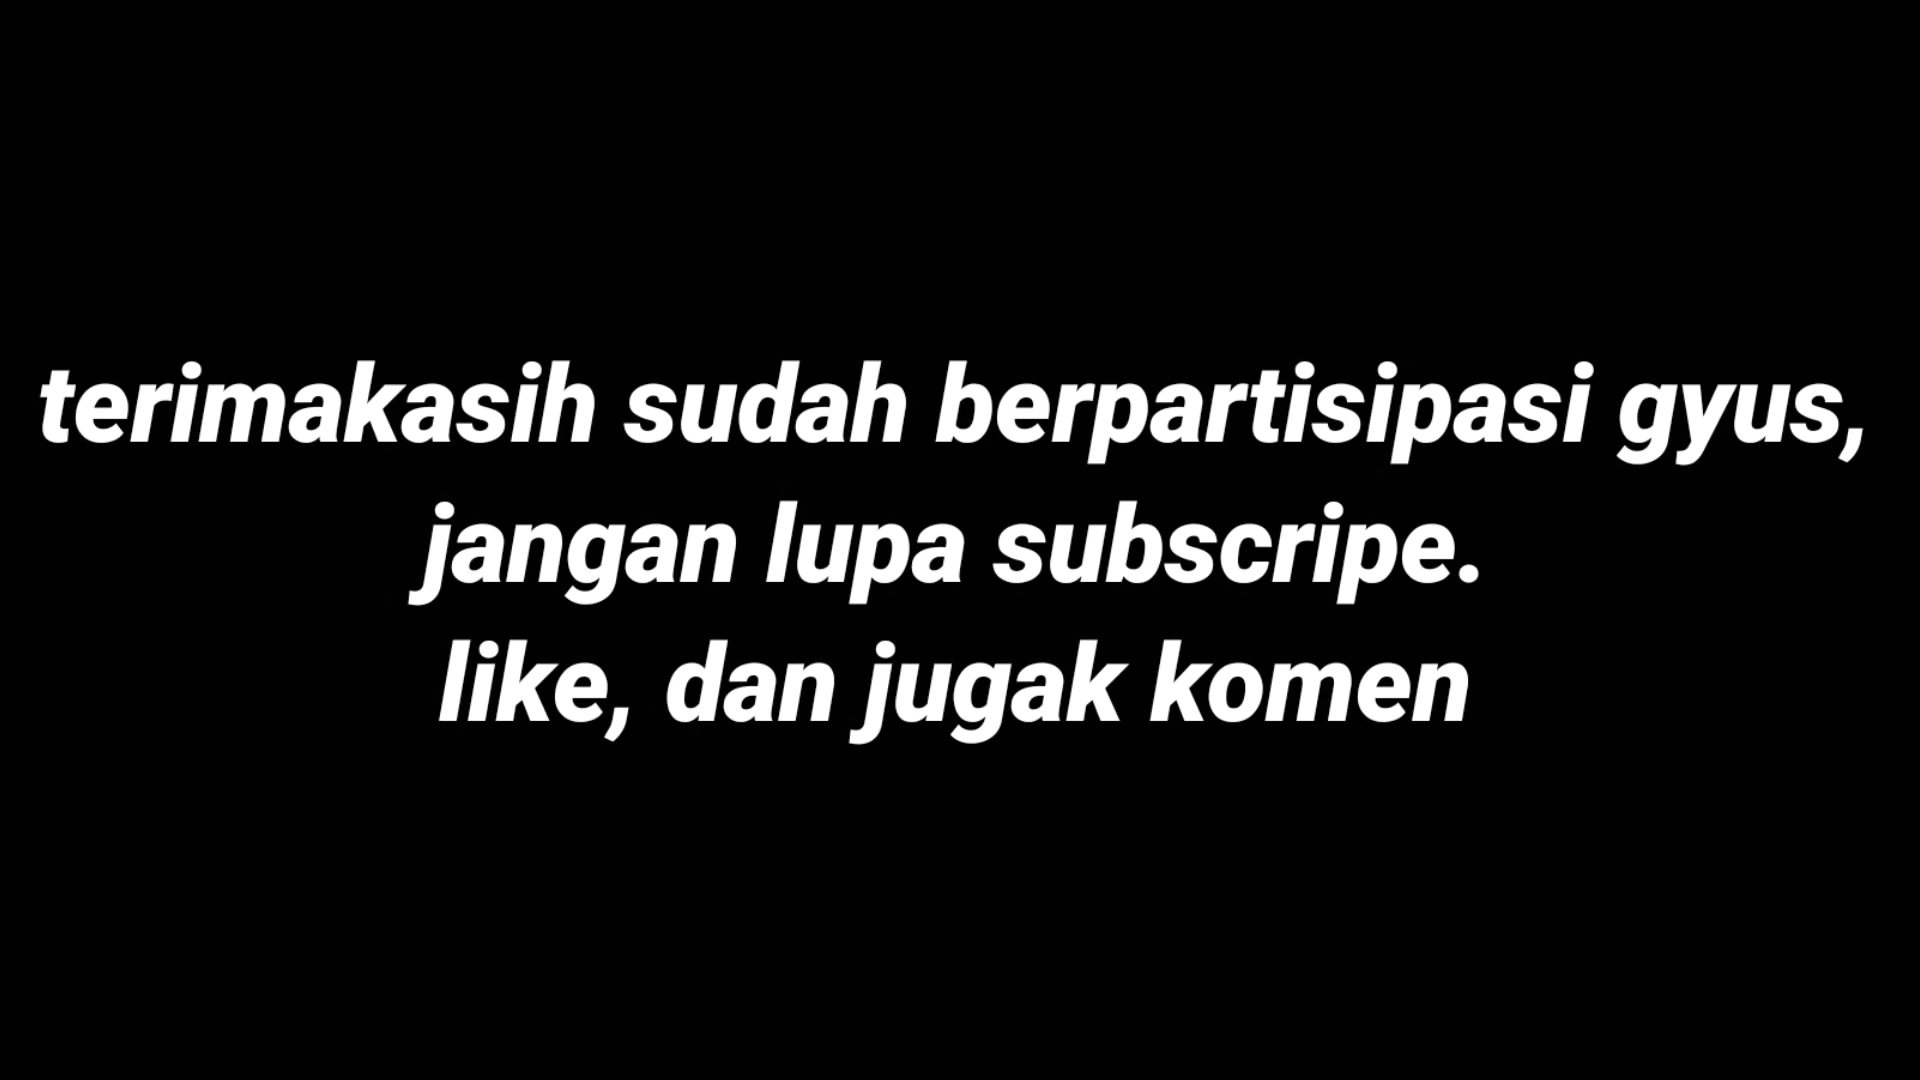 terimakasih sudah berpartisipasi gyus,
jangan lupa subscripe.
like, dan jugak komen